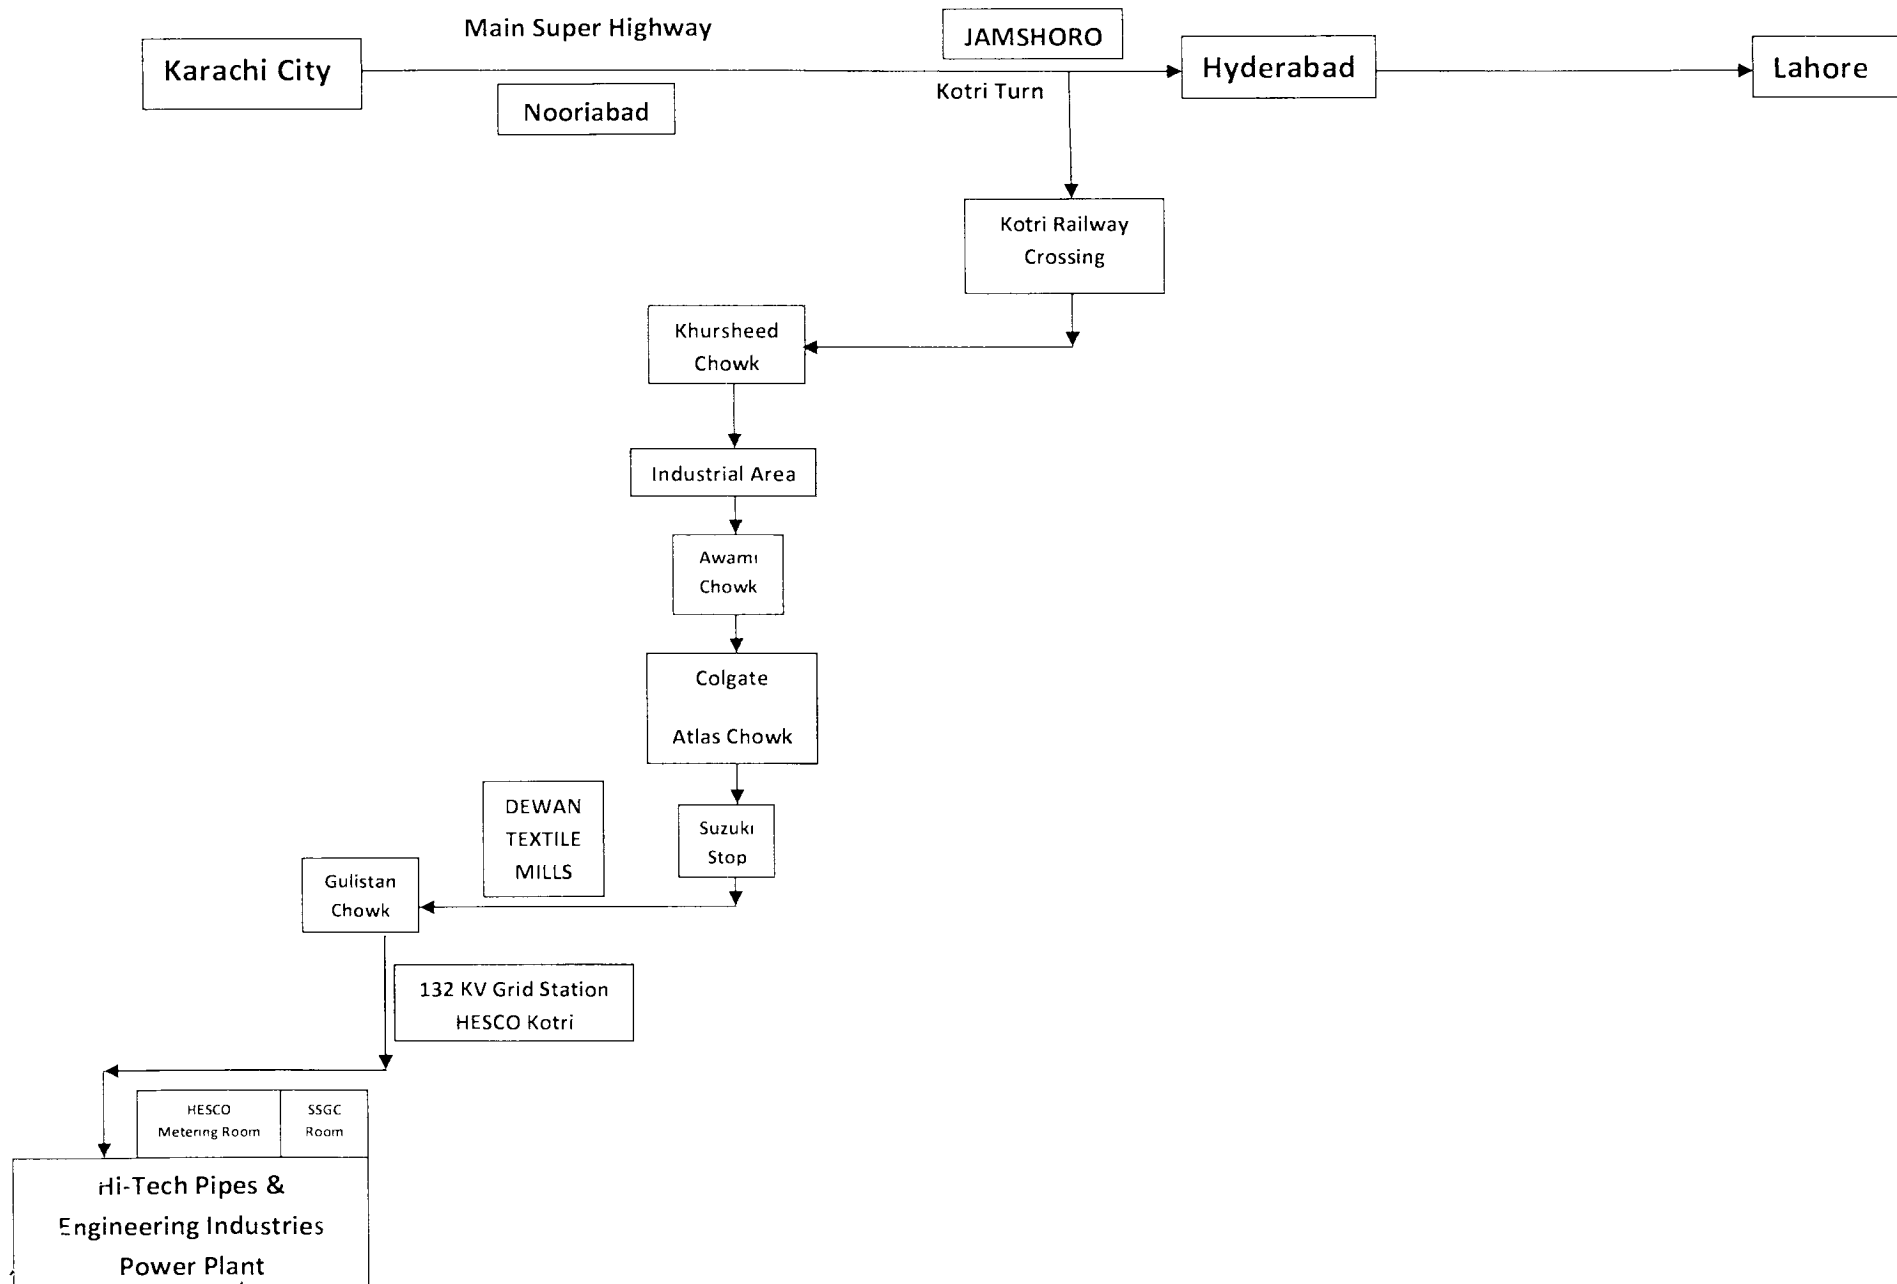 Main Super Highway
JAMSHORO
Karachi City
Hyderabad
Lahore
Kotri Turn
Nooriabad
Kotri Railway
Crossing
Khursheed
Chowk
Industrial Area
Awami
Chowk
Colgate
Atlas Chowk
DEWAN
TEXTILE
MILLS
Suzuki
Stop
Gulistan
Chowk
132 KV Grid Station
HESCO Kotri
HESCO
Metering Room
SSGC
Room
Hi-Tech Pipes &
Engineering Industries
Power Plant